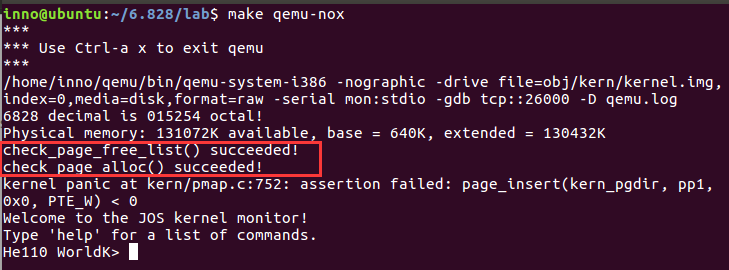 inno@ubuntu:~/6.828/lab$ make qemu-nox
***
*** Use Ctrl-a x to exit qemu
***
/home/inno/qemu/bin/qemu-system-i386 -nographic -drive file=obj/kern/kernel.img,
index=0,media=disk,format=raw -serial mon:stdio -gdb tcp::26000 -D qemu.log
6828 decimal is 015254 octal!
Physical memory: 131072K available, base = 640K, extended = 130432K
check_page_free_list() succeeded!
check_page_alloc() succeeded!
kernel panic at kern/pmap.c:752: assertion failed: page_insert(kern_pgdir, pp1,
0x0, PTE_W) < 0
Welcome to the JOS kernel monitor!
Type 'help' for a list of commands.
He110 WorldK>